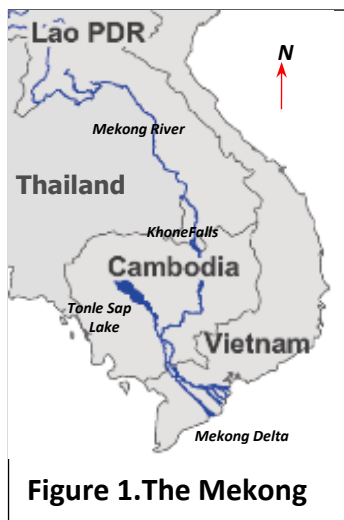 Lao PDR
N
Mekong River
Thailand
KhoneFalls
Cambodia
Tonle Sap
Lake
Vietnam
Mekong Delta
Figure 1.The Mekong